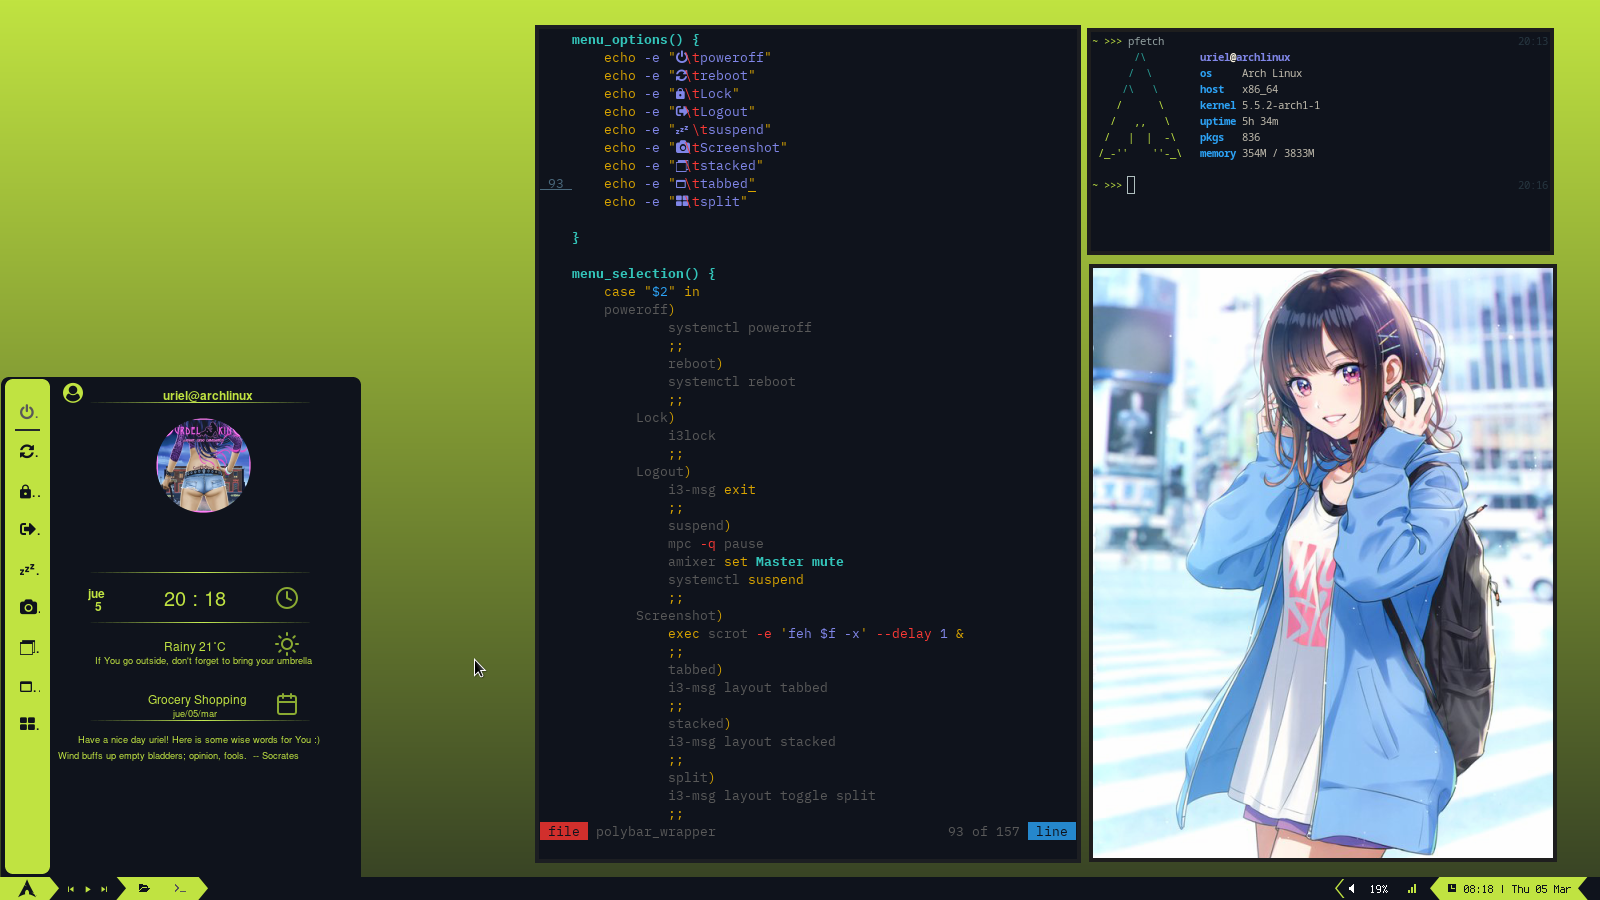 uriel@archlinux
jue
5
20 : 18
Rainy 21°C
If You go outside, don't forget to bring your umbrella
Grocery Shopping
jue/05/mar
Have a nice day uriel! Here is some wise words for You :)
Wind buffs up empty bladders; opinion, fools.  -- Socrates
menu_options() {
echo -e "\tpoweroff"
echo -e "\treboot"
echo -e "\tLock"
echo -e "\tLogout"
echo -e " \tsuspend"
echo -e "\tScreenshot"
echo -e "\tstacked"
93 echo -e "\ttabbed"
echo -e "\tsplit"
}
menu_selection() {
case "$2" in
poweroff)
systemctl poweroff
;;
reboot)
systemctl reboot
;;
Lock)
i3lock
;;
Logout)
i3-msg exit
;;
suspend)
mpc -q pause
amixer set Master mute
systemctl suspend
;;
Screenshot)
exec scrot -e 'feh $f -x' --delay 1 &
;;
tabbed)
i3-msg layout tabbed
;;
stacked)
i3-msg layout stacked
;;
split)
i3-msg layout toggle split
;;
file polybar_wrapper 93 of 157 line
~ >>> pfetch 20:13
uriel@archlinux
os Arch Linux
host x86_64
kernel 5.5.2-arch1-1
uptime 5h 34m
pkgs 836
memory 354M / 3833M
~ >>> 20:16
19%
08:18 | Thu 05 Mar